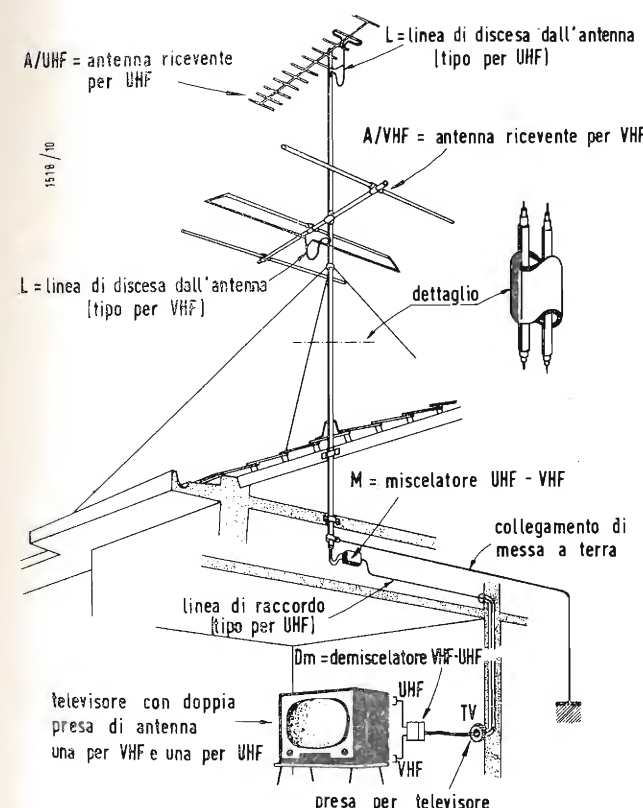 L = linea di discesa dall'antenna
(tipo per UHF)
A/UHF = antenna ricevente
per UHF
A/VHF = antenna ricevente per VHF
1518/10
L = linea di discesa dall'antenna
(tipo per VHF)
dettaglio
M = miscelatore UHF - VHF
collegamento di
messa a terra
linea di raccordo
(tipo per UHF)
Dm = demiscelatore VHF-UHF
televisore con doppia
presa di antenna
una per VHF e una per UHF
UHF
TV
VHF
presa per televisore